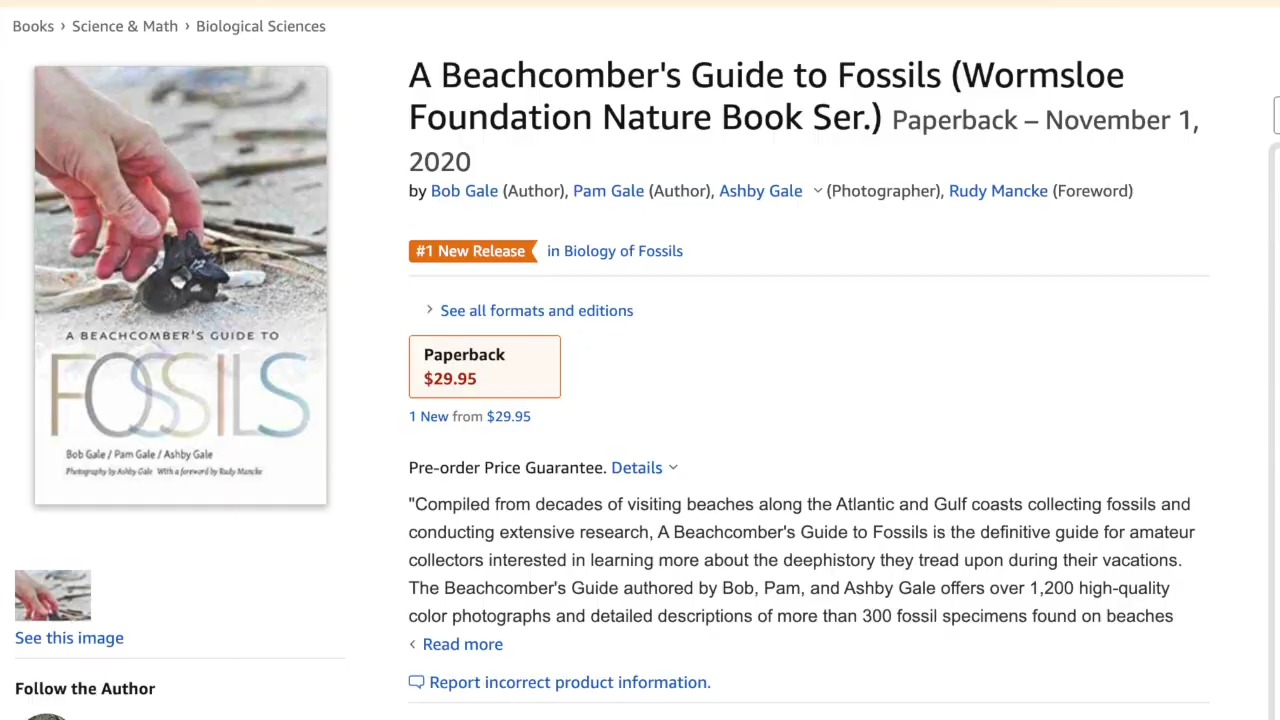 Books › Science & Math › Biological Sciences
A Beachcomber's Guide to Fossils (Wormsloe
Foundation Nature Book Ser.) Paperback – November 1,
2020
by Bob Gale (Author), Pam Gale (Author), Ashby Gale (Photographer), Rudy Mancke (Foreword)
#1 New Release in Biology of Fossils
See all formats and editions
Paperback
$29.95
1 New from $29.95
Pre-order Price Guarantee. Details
"Compiled from decades of visiting beaches along the Atlantic and Gulf coasts collecting fossils and
conducting extensive research, A Beachcomber's Guide to Fossils is the definitive guide for amateur
collectors interested in learning more about the deephistory they tread upon during their vacations.
The Beachcomber's Guide authored by Bob, Pam, and Ashby Gale offers over 1,200 high-quality
color photographs and detailed descriptions of more than 300 fossil specimens found on beaches
Read more
Report incorrect product information.
A BEACHCOMBER'S GUIDE TO
FOSSILS
Bob Gale / Pam Gale / Ashby Gale
Photography by Ashby Gale With a foreword by Rudy Mancke
See this image
Follow the Author